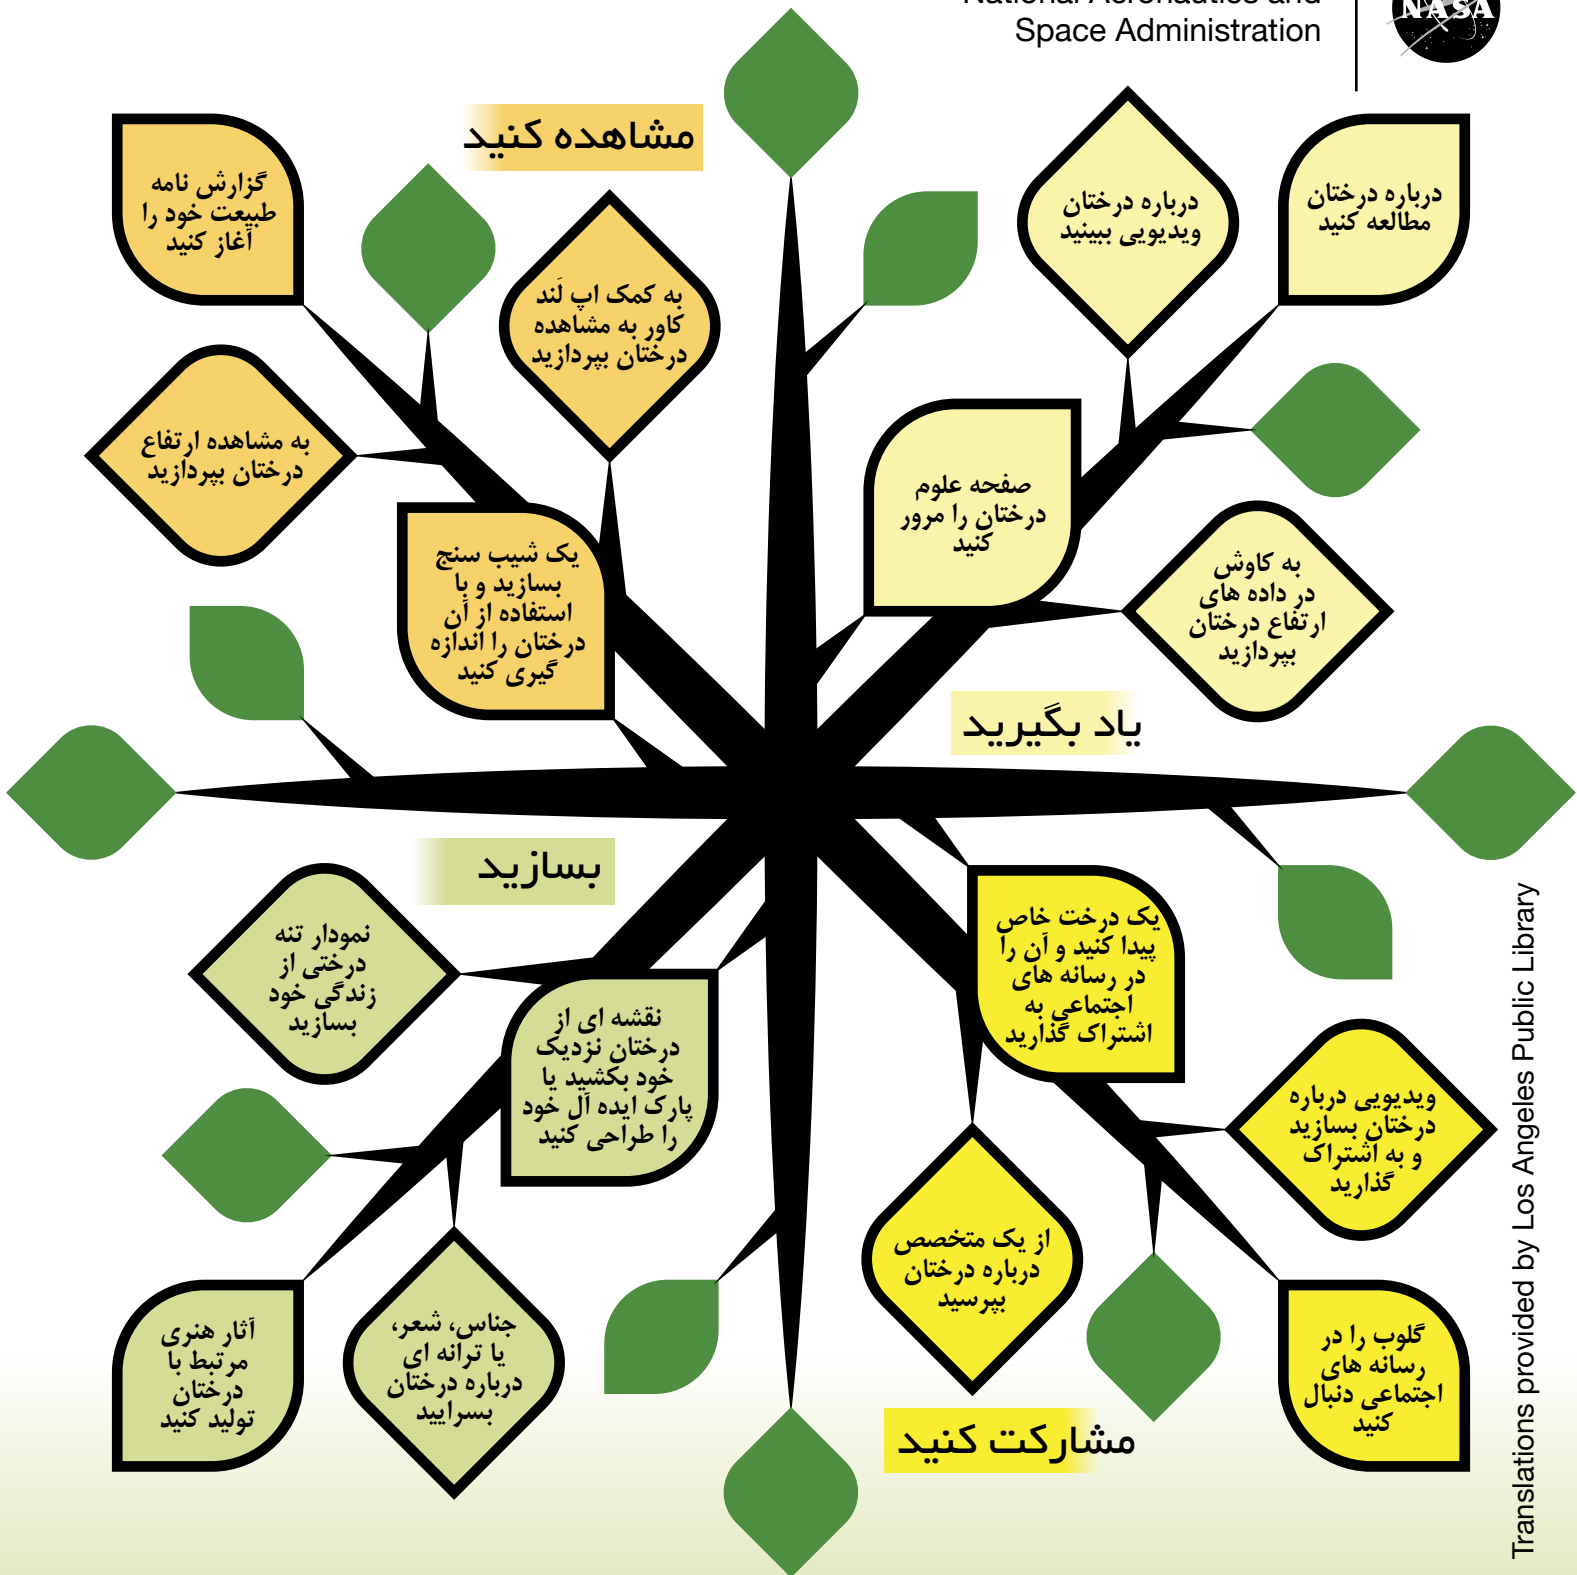 National Aeronautics and
Space Administration
NASA
مشاهده کنید
گزارش نامه
طبیعت خود را
آغاز کنید
به کمک اپ لَند
کاور به مشاهده
درختان بپردازید
به مشاهده ارتفاع
درختان بپردازید
یک شیب سنج
بسازید و با
استفاده از آن
درختان را اندازه
گیری کنید
درباره درختان
ویدیویی ببینید
درباره درختان
مطالعه کنید
صفحه علوم
درختان را مرور
کنید
به کاوش
در داده های
ارتفاع درختان
بپردازید
یاد بگیرید
بسازید
نمودار تنه
درختی از
زندگی خود
بسازید
نقشه ای از
درختان نزدیک
خود بکشید یا
پارک ایده آل خود
را طراحی کنید
آثار هنری
مرتبط با
درختان
تولید کنید
جناس، شعر،
یا ترانه ای
درباره درختان
بسرایید
یک درخت خاص
پیدا کنید و آن را
در رسانه های
اجتماعی به
اشتراک گذارید
ویدیویی درباره
درختان بسازید
و به اشتراک
گذارید
از یک متخصص
درباره درختان
بپرسید
گلوب را در
رسانه های
اجتماعی دنبال
کنید
مشارکت کنید
Translations provided by Los Angeles Public Library